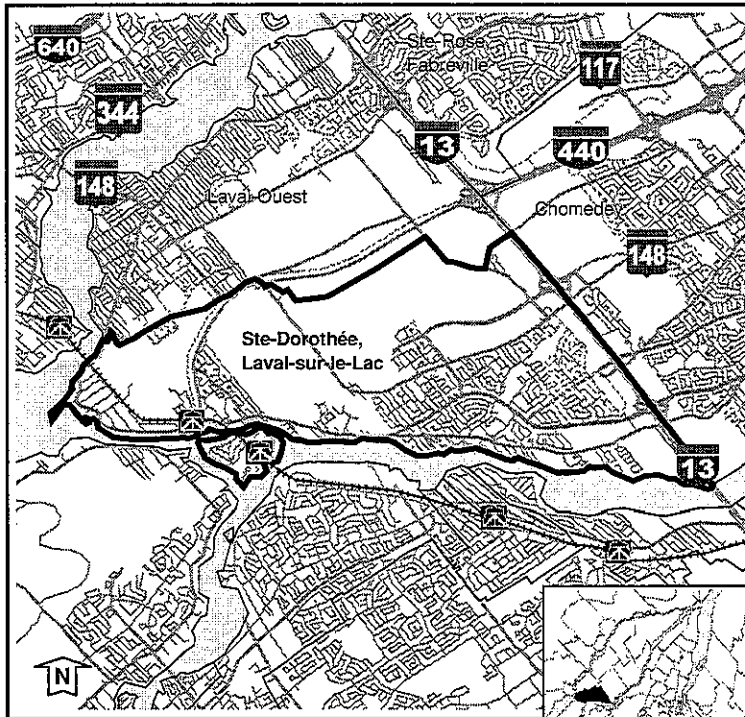 640
Ste-Rose
Fabreville
117
344
13
440
148
Laval-Ouest
Chomedey
148
Ste-Dorothée,
Laval-sur-le-Lac
13
N